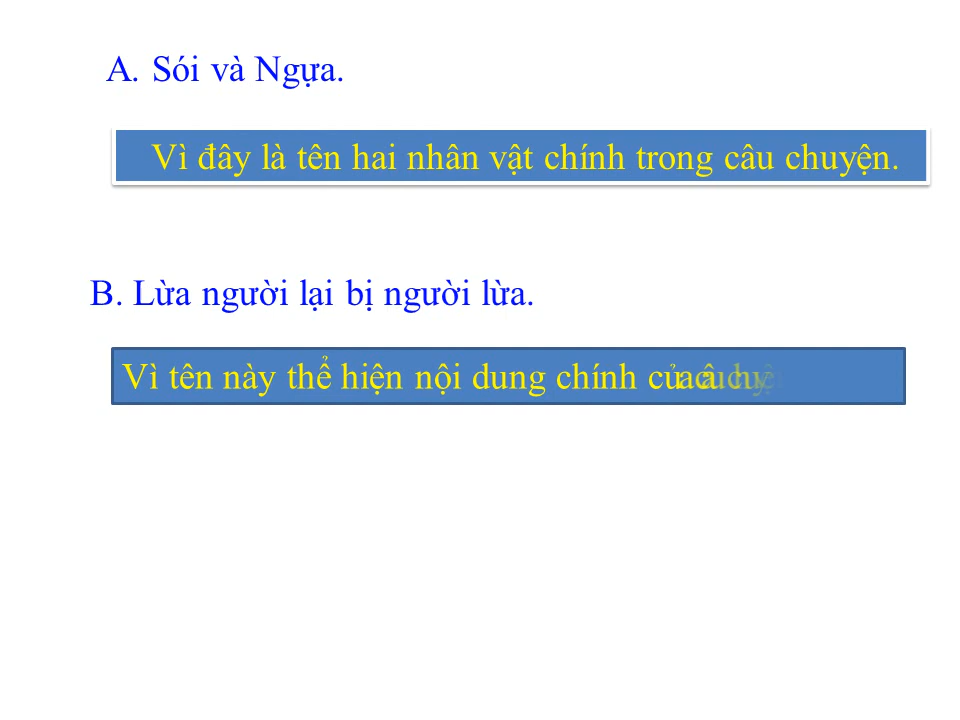 A. Sói và Ngựa.
Vì đây là tên hai nhân vật chính trong câu chuyện.
B. Lừa người lại bị người lừa.
Vì tên này thể hiện nội dung chính của